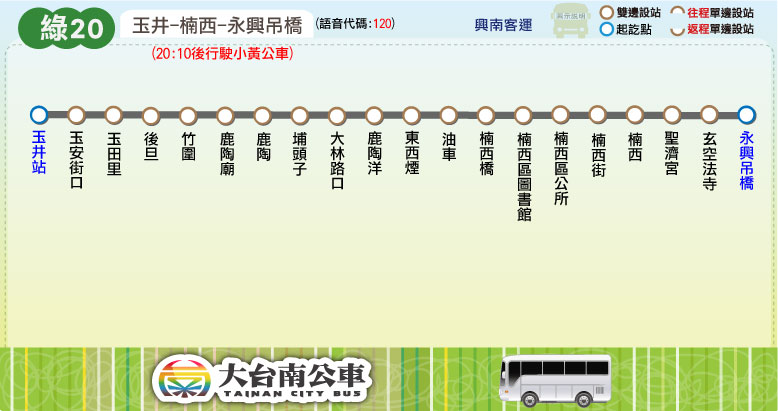 綠20
玉井-楠西-永興吊橋
(語音代碼:120)
(20:10後行駛小黃公車)
興南客運
圖示說明
雙邊設站
起訖點
往程單邊設站
返程單邊設站
玉井站
玉安街口
玉田里
後旦
竹圍
鹿陶廟
鹿陶
埔頭子
大林路口
鹿陶洋
東西煙
油車
楠西橋
楠西區圖書館
楠西區公所
楠西街
楠西
聖濟宮
玄空法寺
永興吊橋
大台南公車
TAINAN CITY BUS